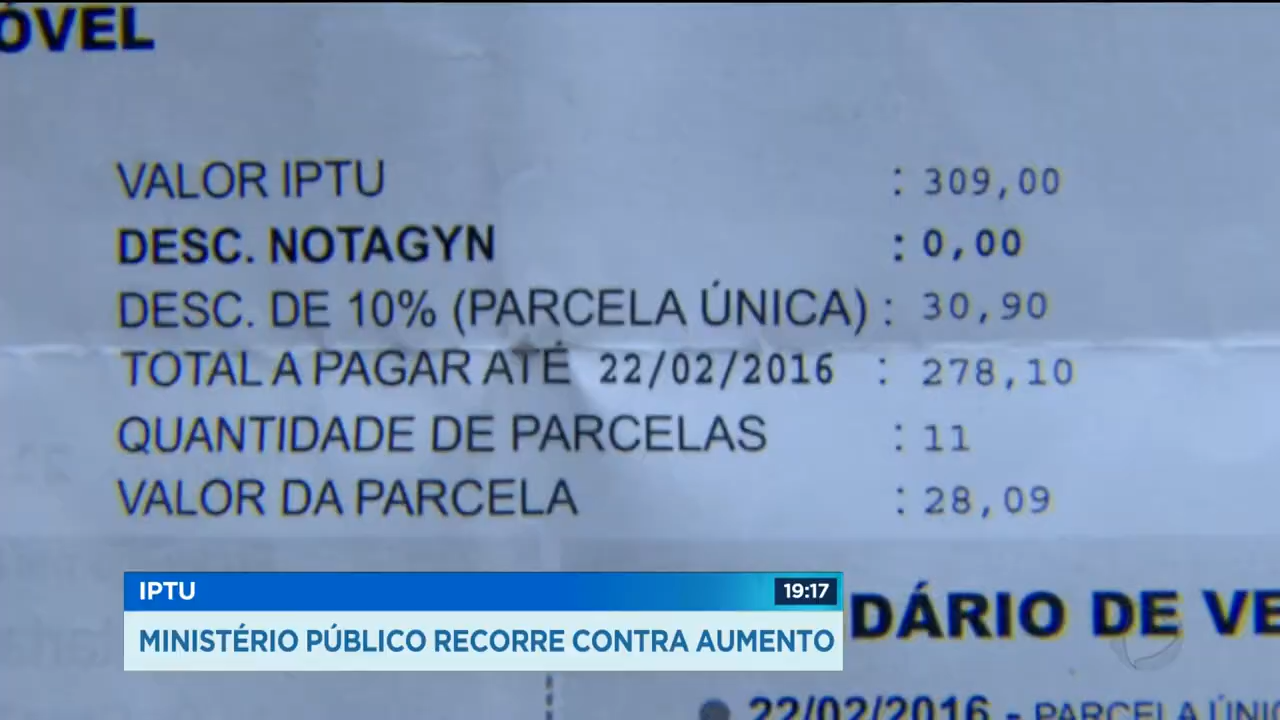 ÓVEL
VALOR IPTU : 309,00
DESC. NOTAGYN : 0,00
DESC. DE 10% (PARCELA ÚNICA) : 30,90
TOTAL A PAGAR ATÉ 22/02/2016 : 278,10
QUANTIDADE DE PARCELAS : 11
VALOR DA PARCELA : 28,09
IPTU 19:17
MINISTÉRIO PÚBLICO RECORRE CONTRA AUMENTO
DÁRIO DE VE
22/02/2016 - PARCELA ÚNIC